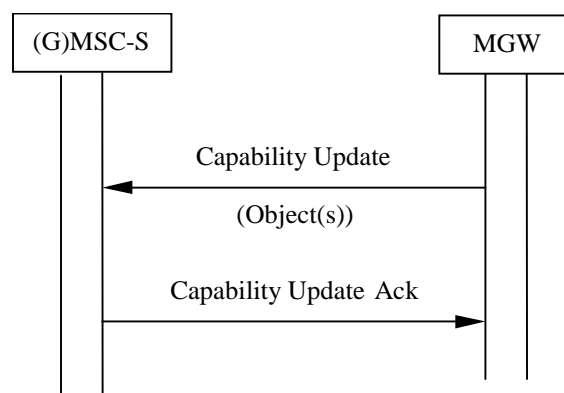 (G)MSC-S
MGW
Capability Update
(Object(s))
Capability Update Ack